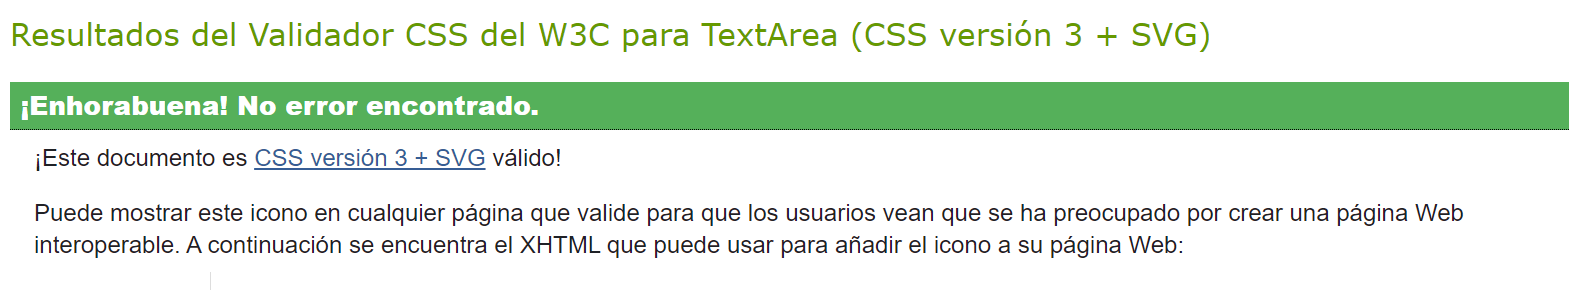 Resultados del Validador CSS del W3C para TextArea (CSS versión 3 + SVG)
¡Enhorabuena! No error encontrado.
¡Este documento es CSS versión 3 + SVG válido!
Puede mostrar este icono en cualquier página que valide para que los usuarios vean que se ha preocupado por crear una página Web
interoperable. A continuación se encuentra el XHTML que puede usar para añadir el icono a su página Web: